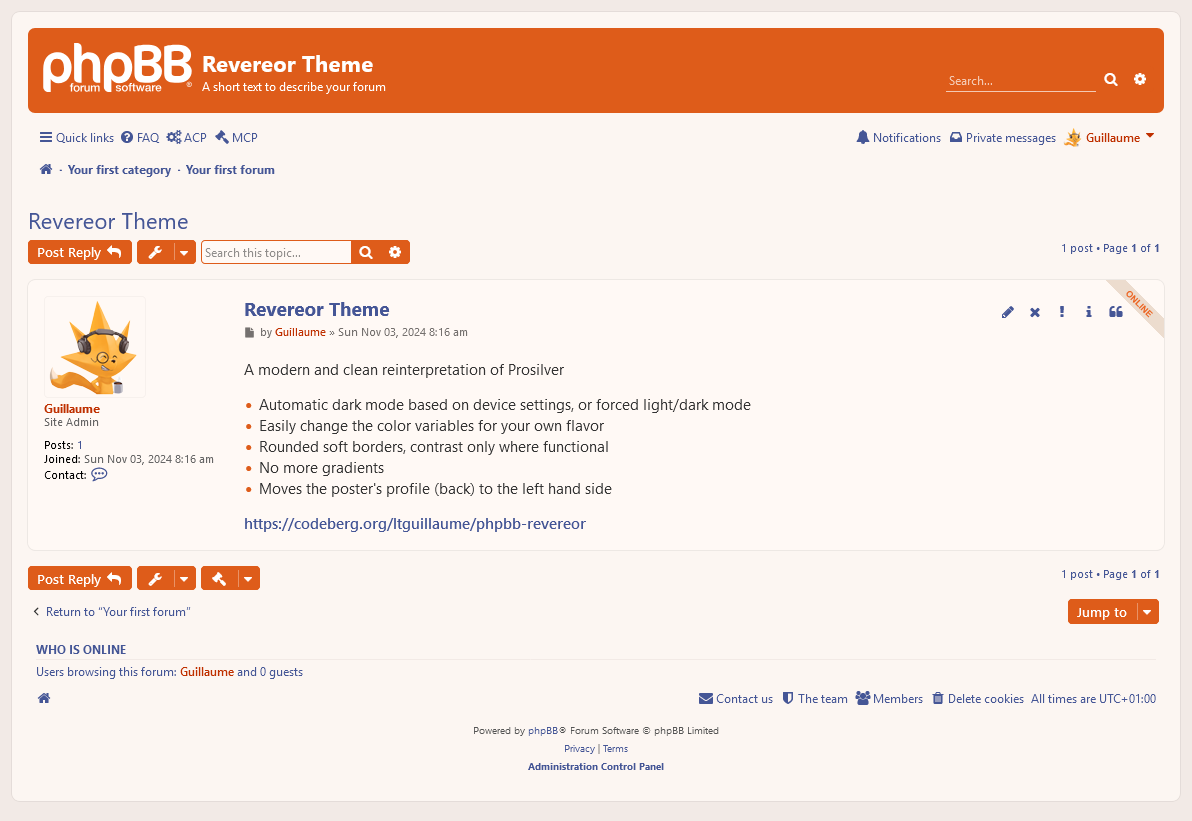 phpBB®
forum software
Revereor Theme
A short text to describe your forum
Search…
Quick links FAQ ACP MCP
Notifications Private messages Guillaume
· Your first category · Your first forum
Revereor Theme
Post Reply Search this topic… 1 post • Page 1 of 1
ONLINE
Revereor Theme
by Guillaume » Sun Nov 03, 2024 8:16 am
Guillaume
Site Admin
Posts: 1
Joined: Sun Nov 03, 2024 8:16 am
Contact:
A modern and clean reinterpretation of Prosilver
• Automatic dark mode based on device settings, or forced light/dark mode
• Easily change the color variables for your own flavor
• Rounded soft borders, contrast only where functional
• No more gradients
• Moves the poster's profile (back) to the left hand side
https://codeberg.org/ltguillaume/phpbb-revereor
Post Reply 1 post • Page 1 of 1
Return to “Your first forum” Jump to
WHO IS ONLINE
Users browsing this forum: Guillaume and 0 guests
Contact us The team Members Delete cookies All times are UTC+01:00
Powered by phpBB® Forum Software © phpBB Limited
Privacy | Terms
Administration Control Panel